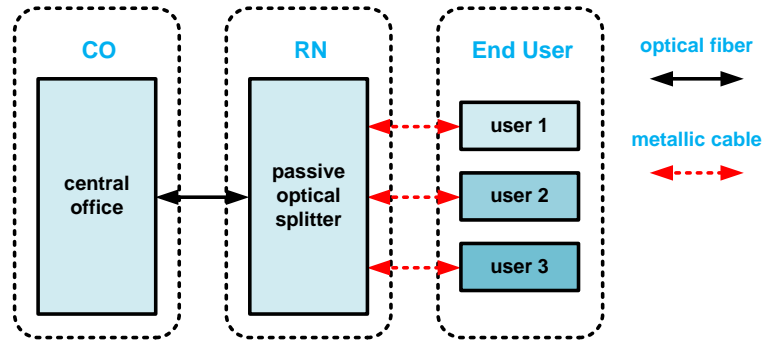 CO
RN
End User
optical fiber
central
office
passive
optical
splitter
user 1
user 2
user 3
metallic cable